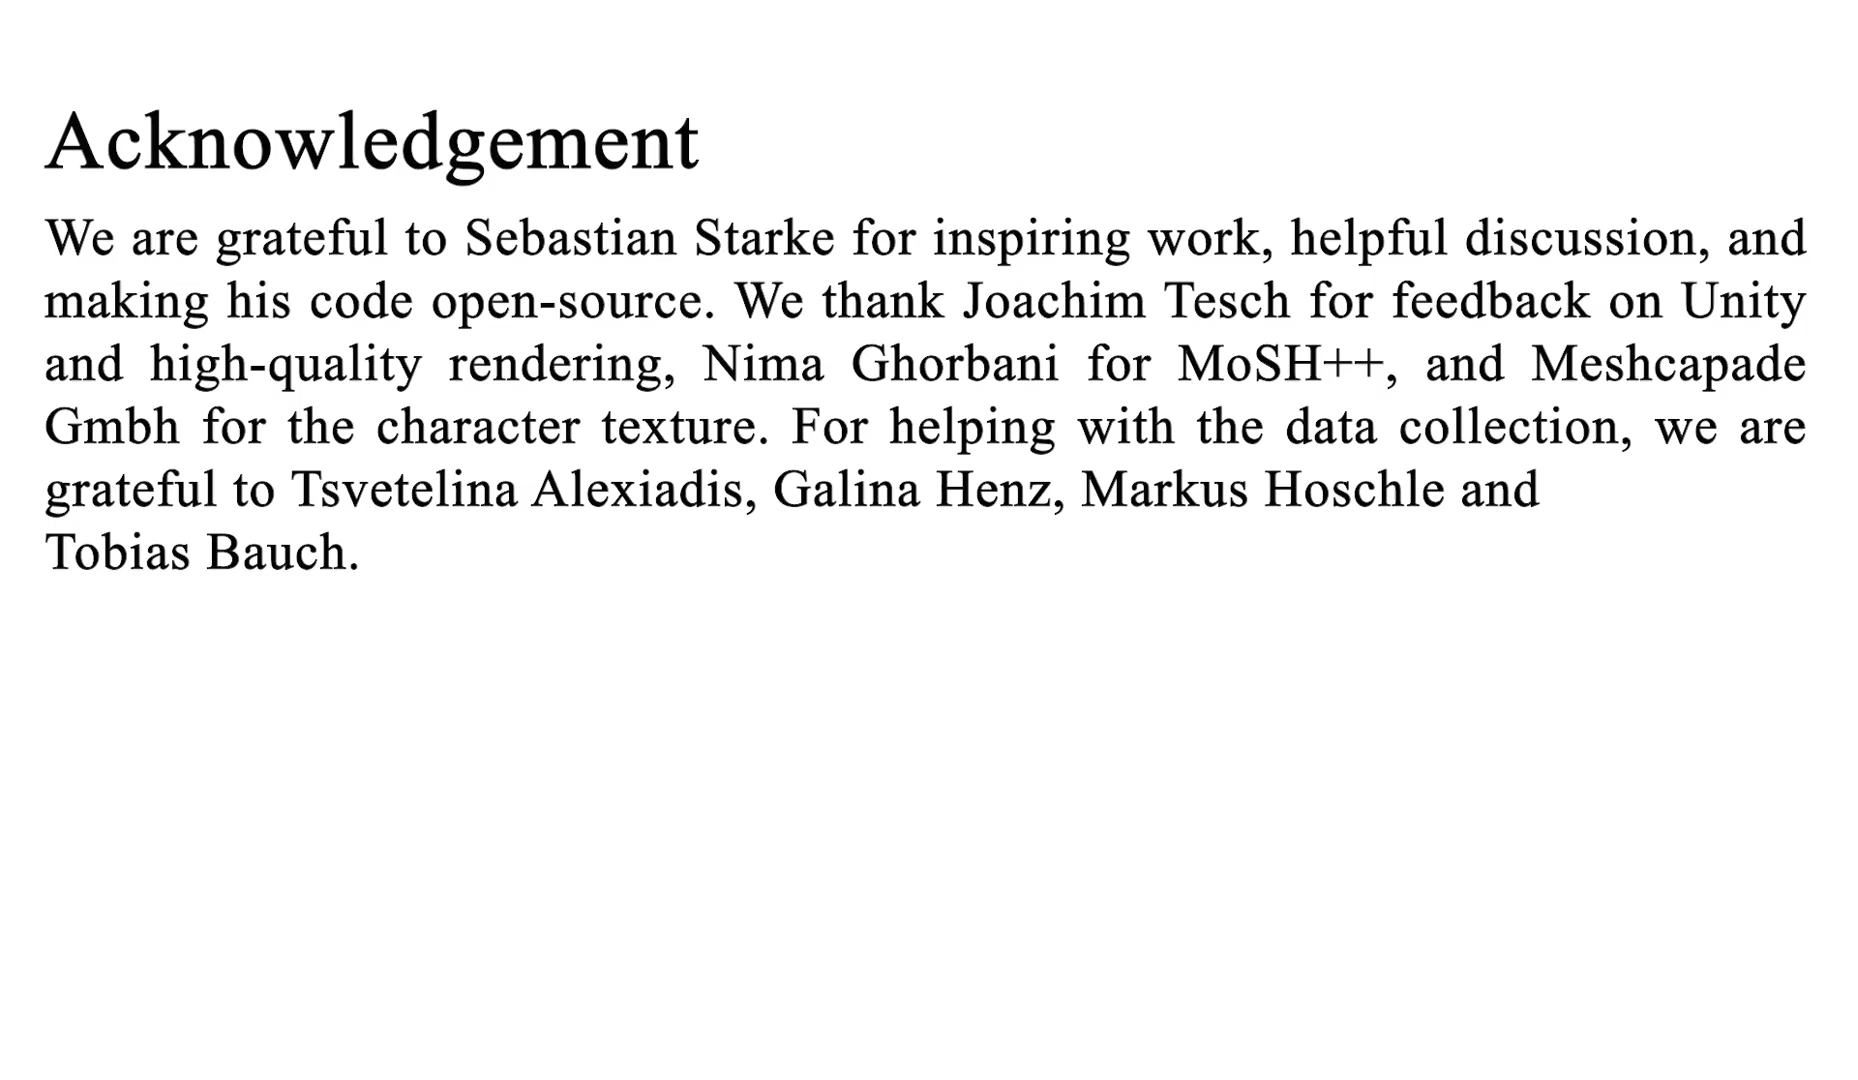 Acknowledgement
We are grateful to Sebastian Starke for inspiring work, helpful discussion, and
making his code open-source. We thank Joachim Tesch for feedback on Unity
and high-quality rendering, Nima Ghorbani for MoSH++, and Meshcapade
Gmbh for the character texture. For helping with the data collection, we are
grateful to Tsvetelina Alexiadis, Galina Henz, Markus Hoschle and
Tobias Bauch.